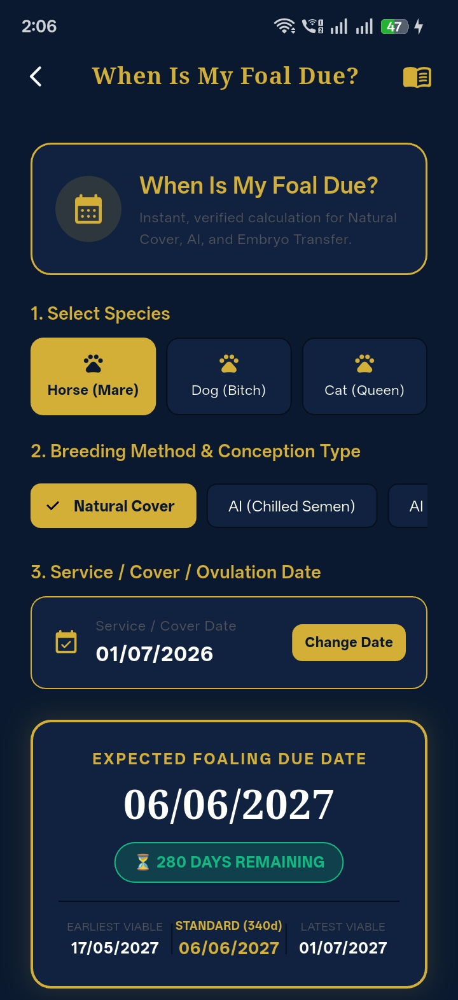 2:06
1
2
47
When Is My Foal Due?
When Is My Foal Due?
Instant, verified calculation for Natural
Cover, AI, and Embryo Transfer.
1. Select Species
Horse (Mare)
Dog (Bitch)
Cat (Queen)
2. Breeding Method & Conception Type
Natural Cover
AI (Chilled Semen)
AI
3. Service / Cover / Ovulation Date
Service / Cover Date
01/07/2026
Change Date
EXPECTED FOALING DUE DATE
06/06/2027
⏳ 280 DAYS REMAINING
EARLIEST VIABLE
17/05/2027
STANDARD (340d)
06/06/2027
LATEST VIABLE
01/07/2027